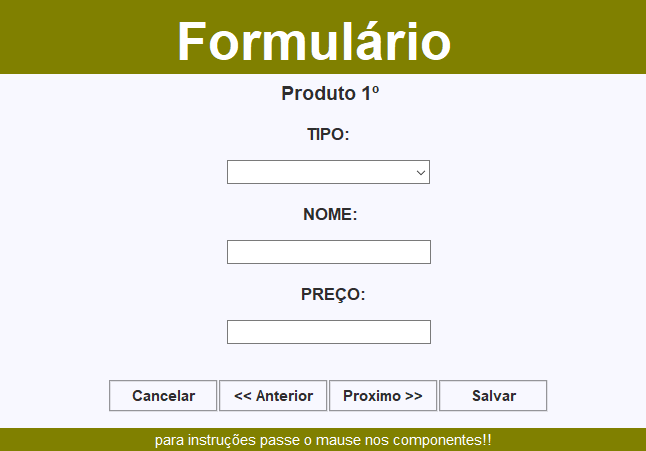 Formulário
Produto 1º
TIPO:
NOME:
PREÇO:
Cancelar << Anterior Proximo >> Salvar
para instruções passe o mause nos componentes!!